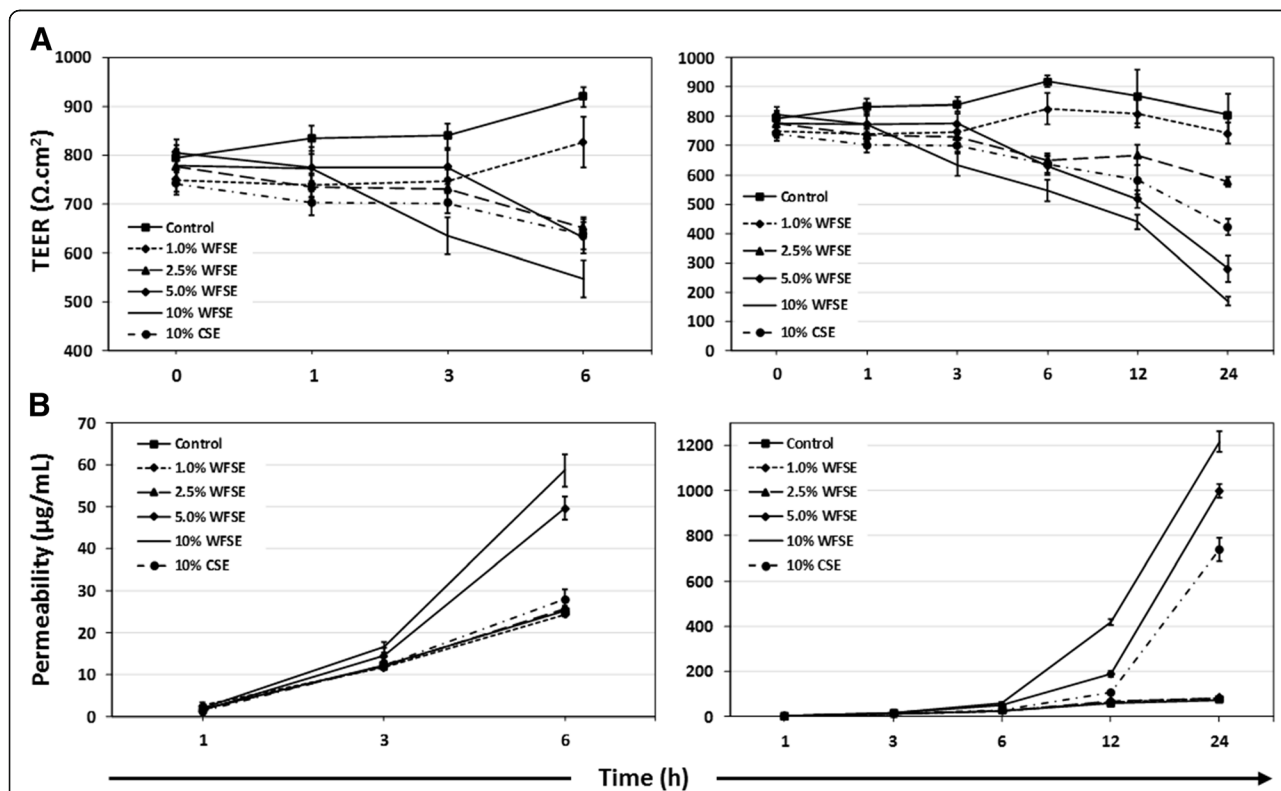 A
TEER (Ω.cm²)
1000
900
800
700
600
500
400
Control
1.0% WFSE
2.5% WFSE
5.0% WFSE
10% WFSE
10% CSE
0 1 3 6
1000
900
800
700
600
500
400
300
200
100
0
Control
1.0% WFSE
2.5% WFSE
5.0% WFSE
10% WFSE
10% CSE
0 1 3 6 12 24
B
Permeability (µg/mL)
70
60
50
40
30
20
10
0
Control
1.0% WFSE
2.5% WFSE
5.0% WFSE
10% WFSE
10% CSE
1 3 6
1200
1000
800
600
400
200
0
Control
1.0% WFSE
2.5% WFSE
5.0% WFSE
10% WFSE
10% CSE
1 3 6 12 24
Time (h)